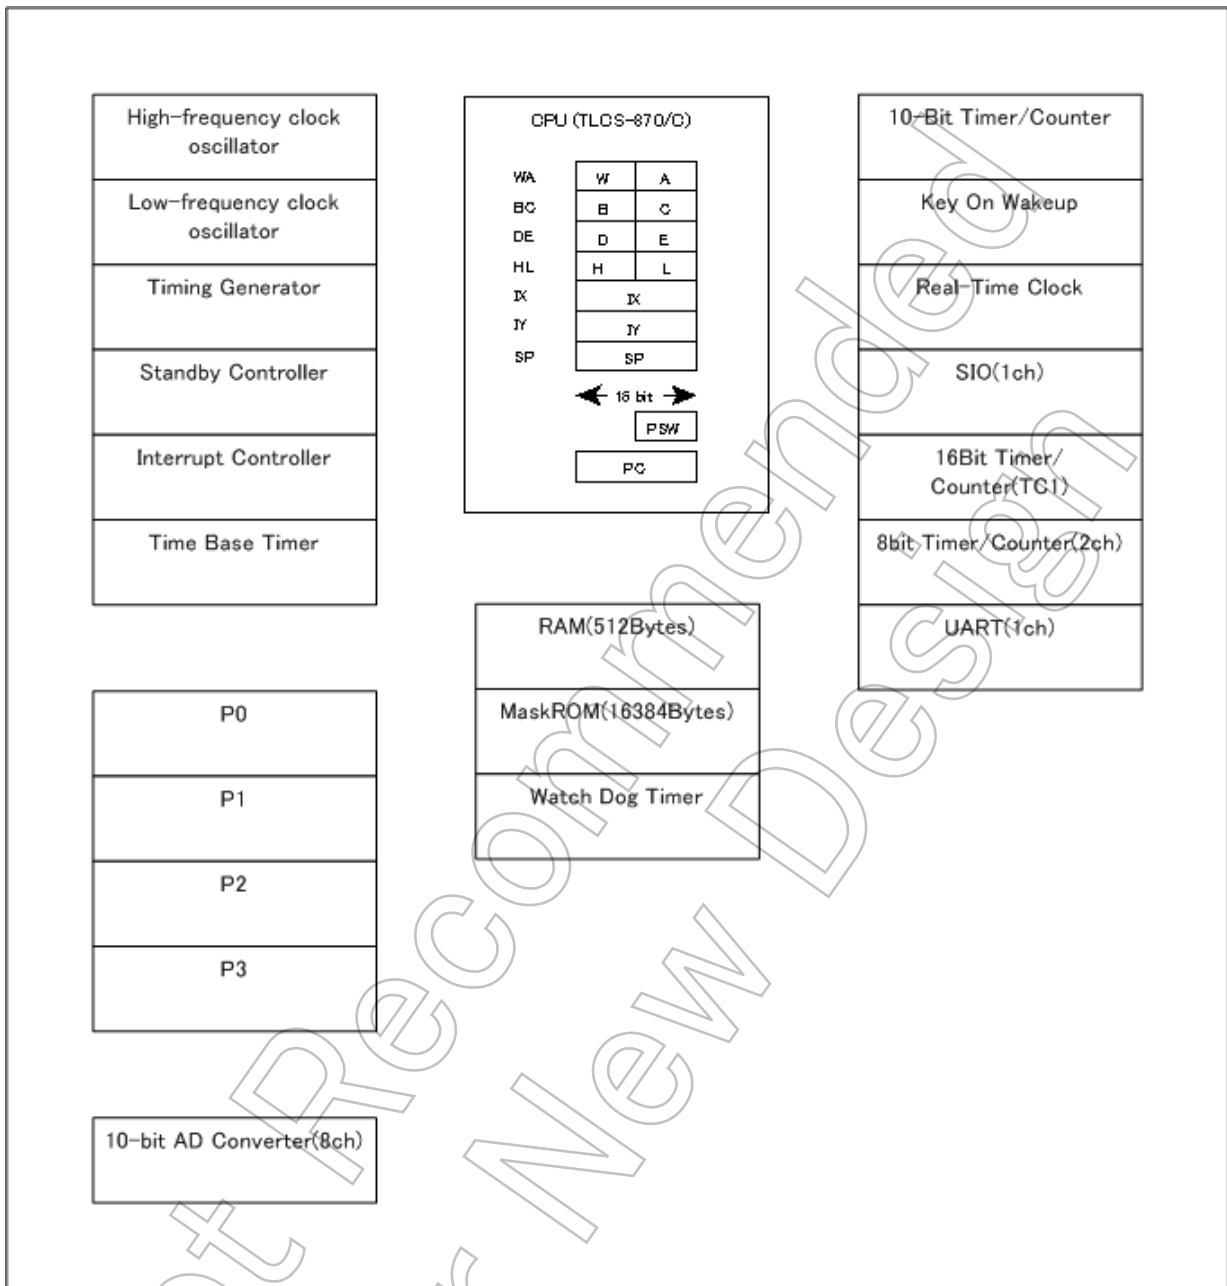 High-frequency clock
oscillator
Low-frequency clock
oscillator
Timing Generator
Standby Controller
Interrupt Controller
Time Base Timer
P0
P1
P2
P3
10-bit AD Converter(8ch)
CPU (TLCS-870/C)
WA W A
BC B C
DE D E
HL H L
IX IX
IY IY
SP SP
16 bit
PSW
PC
RAM(512Bytes)
MaskROM(16384Bytes)
Watch Dog Timer
10-Bit Timer/Counter
Key On Wakeup
Real-Time Clock
SIO(1ch)
16Bit Timer/
Counter(TC1)
8bit Timer/Counter(2ch)
UART(1ch)
Recommended
New Design